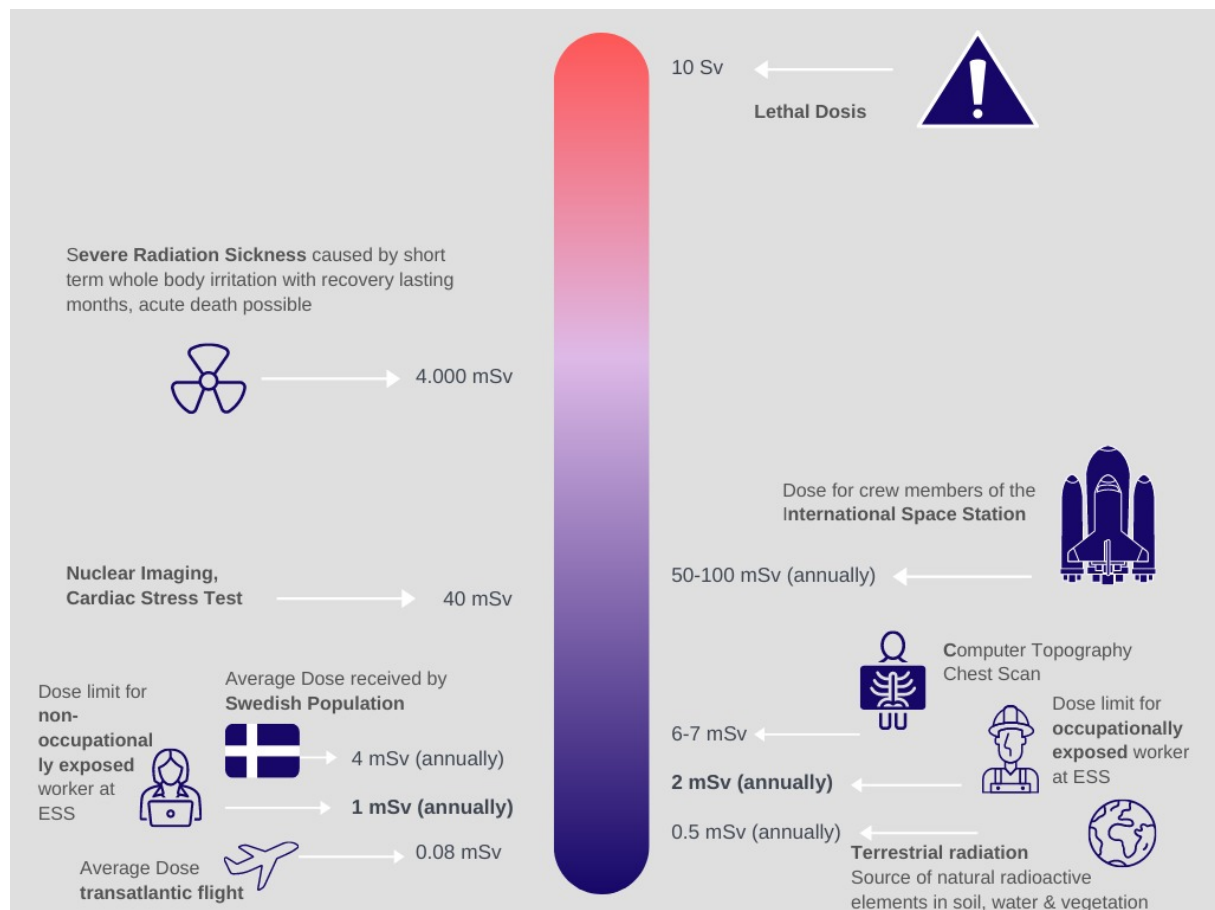 10 Sv
Lethal Dosis
Severe Radiation Sickness caused by short
term whole body irritation with recovery lasting
months, acute death possible
4.000 mSv
Dose for crew members of the
International Space Station
50-100 mSv (annually)
Nuclear Imaging,
Cardiac Stress Test
40 mSv
Computer Topography
Chest Scan
6-7 mSv
Average Dose received by
Swedish Population
4 mSv (annually)
Dose limit for
non-
occupational
ly exposed
worker at
ESS
1 mSv (annually)
Dose limit for
occupationally
exposed worker
at ESS
2 mSv (annually)
0.5 mSv (annually)
Terrestrial radiation
Source of natural radioactive
elements in soil, water & vegetation
Average Dose
transatlantic flight
0.08 mSv